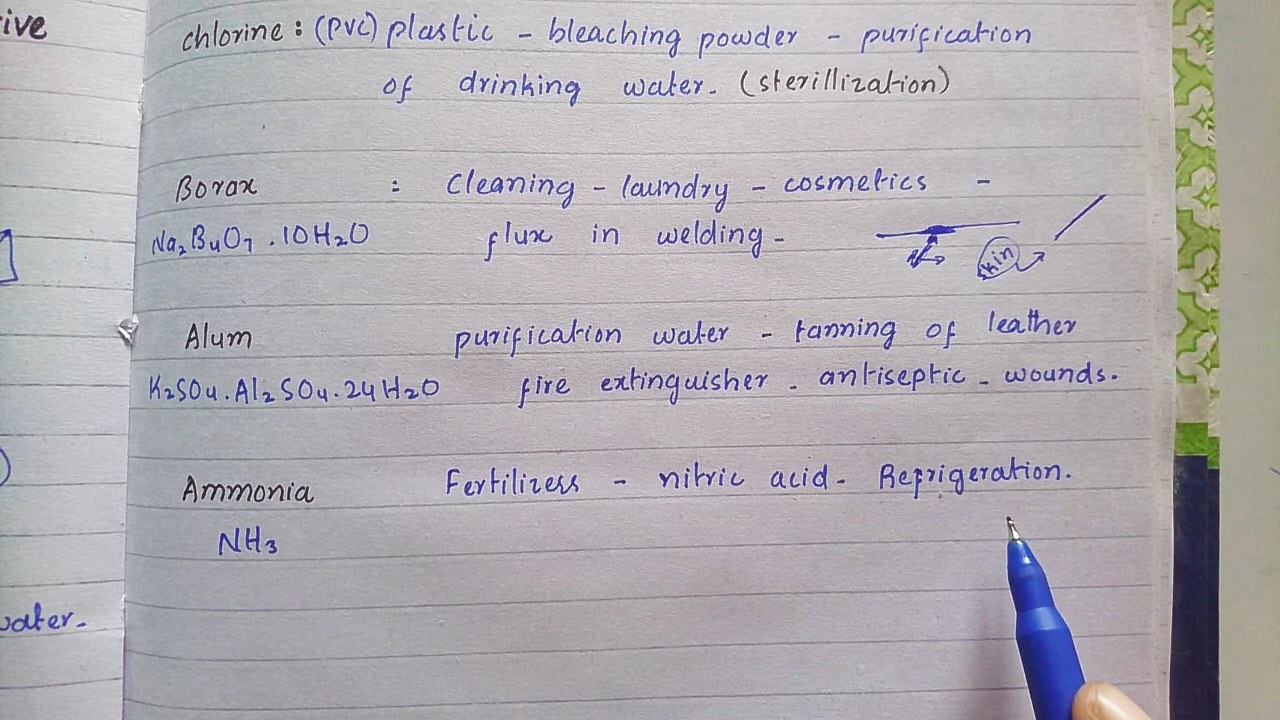 ive
chlorine : (PVC) plastic - bleaching powder - purification
of drinking water. (sterillization)
Borax : Cleaning - laundry - cosmetics -
Na₂B₄O₇ .10H₂O flux in welding -
skin
Alum purification water - tanning of leather
K₂SO₄.Al₂SO₄.24H₂O fire extinguisher - antiseptic - wounds.
Ammonia Fertilizers - nitric acid - Refrigeration.
NH₃
water.